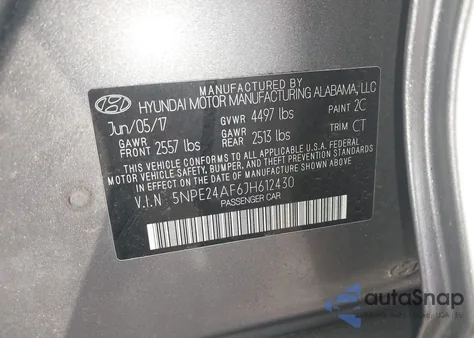 MANUFACTURED BY
HYUNDAI MOTOR MANUFACTURING ALABAMA, LLC
Jun/05/17 GVWR 4497 lbs PAINT 2C
GAWR FRONT 2557 lbs GAWR REAR 2513 lbs TRIM CT
THIS VEHICLE CONFORMS TO ALL APPLICABLE U.S.A. FEDERAL
MOTOR VEHICLE SAFETY, BUMPER, AND THEFT PREVENTION STANDARDS
IN EFFECT ON THE DATE OF MANUFACTURE SHOWN ABOVE.
V.I.N : 5NPE24AF6JH612430
PASSENGER CAR
autoSnap